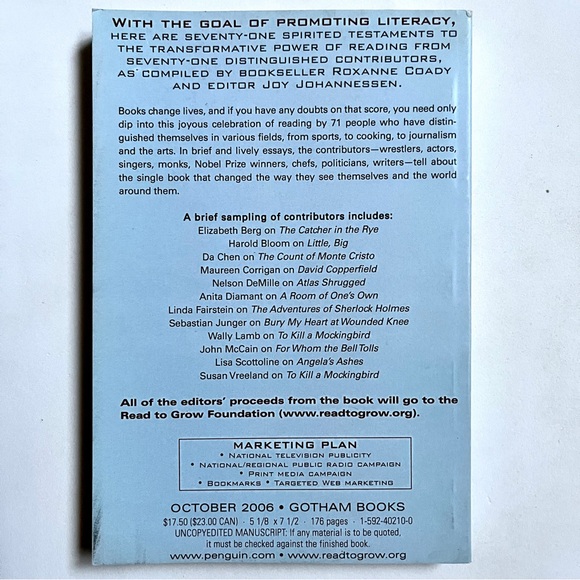 WITH THE GOAL OF PROMOTING LITERACY,
HERE ARE SEVENTY-ONE SPIRITED TESTAMENTS TO
THE TRANSFORMATIVE POWER OF READING FROM
SEVENTY-ONE DISTINGUISHED CONTRIBUTORS,
AS COMPILED BY BOOKSELLER ROXANNE COADY
AND EDITOR JOY JOHANNESSEN.
Books change lives, and if you have any doubts on that score, you need only
dip into this joyous celebration of reading by 71 people who have distin-
guished themselves in various fields, from sports, to cooking, to journalism
and the arts. In brief and lively essays, the contributors—wrestlers, actors,
singers, monks, Nobel Prize winners, chefs, politicians, writers—tell about
the single book that changed the way they see themselves and the world
around them.
A brief sampling of contributors includes:
Elizabeth Berg on The Catcher in the Rye
Harold Bloom on Little, Big
Da Chen on The Count of Monte Cristo
Maureen Corrigan on David Copperfield
Nelson DeMille on Atlas Shrugged
Anita Diamant on A Room of One's Own
Linda Fairstein on The Adventures of Sherlock Holmes
Sebastian Junger on Bury My Heart at Wounded Knee
Wally Lamb on To Kill a Mockingbird
John McCain on For Whom the Bell Tolls
Lisa Scottoline on Angela's Ashes
Susan Vreeland on To Kill a Mockingbird
All of the editors' proceeds from the book will go to the
Read to Grow Foundation (www.readtogrow.org).
MARKETING PLAN
• NATIONAL TELEVISION PUBLICITY
• NATIONAL/REGIONAL PUBLIC RADIO CAMPAIGN
• PRINT MEDIA CAMPAIGN
• BOOKMARKS • TARGETED WEB MARKETING
OCTOBER 2006 • GOTHAM BOOKS
$17.50 ($23.00 CAN) • 5 1/8 x 7 1/2 • 176 pages • 1-592-40210-0
UNCOPYEDITED MANUSCRIPT: If any material is to be quoted,
it must be checked against the finished book.
www.penguin.com • www.readtogrow.org